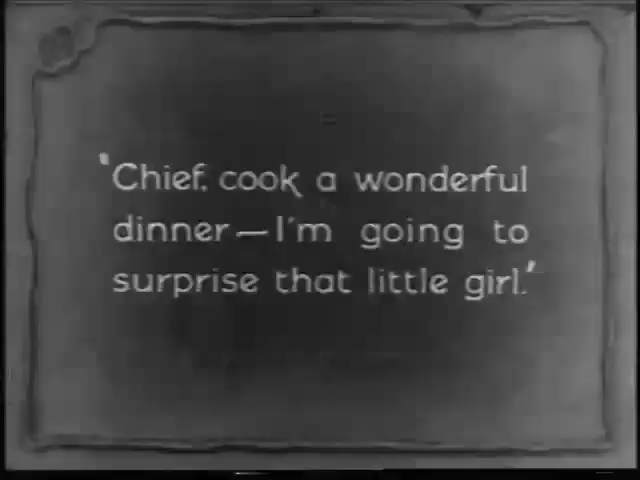 "Chief, cook a wonderful
dinner—I'm going to
surprise that little girl."